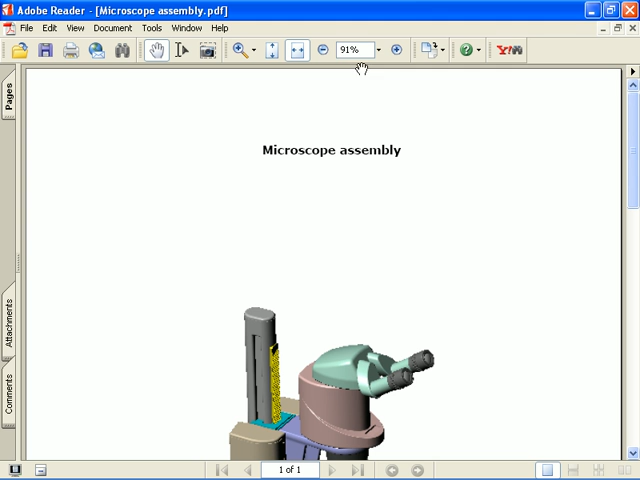 Adobe Reader - [Microscope assembly.pdf]
File Edit View Document Tools Window Help
91%
Y!
Pages
Microscope assembly
Attachments
Comments
1 of 1